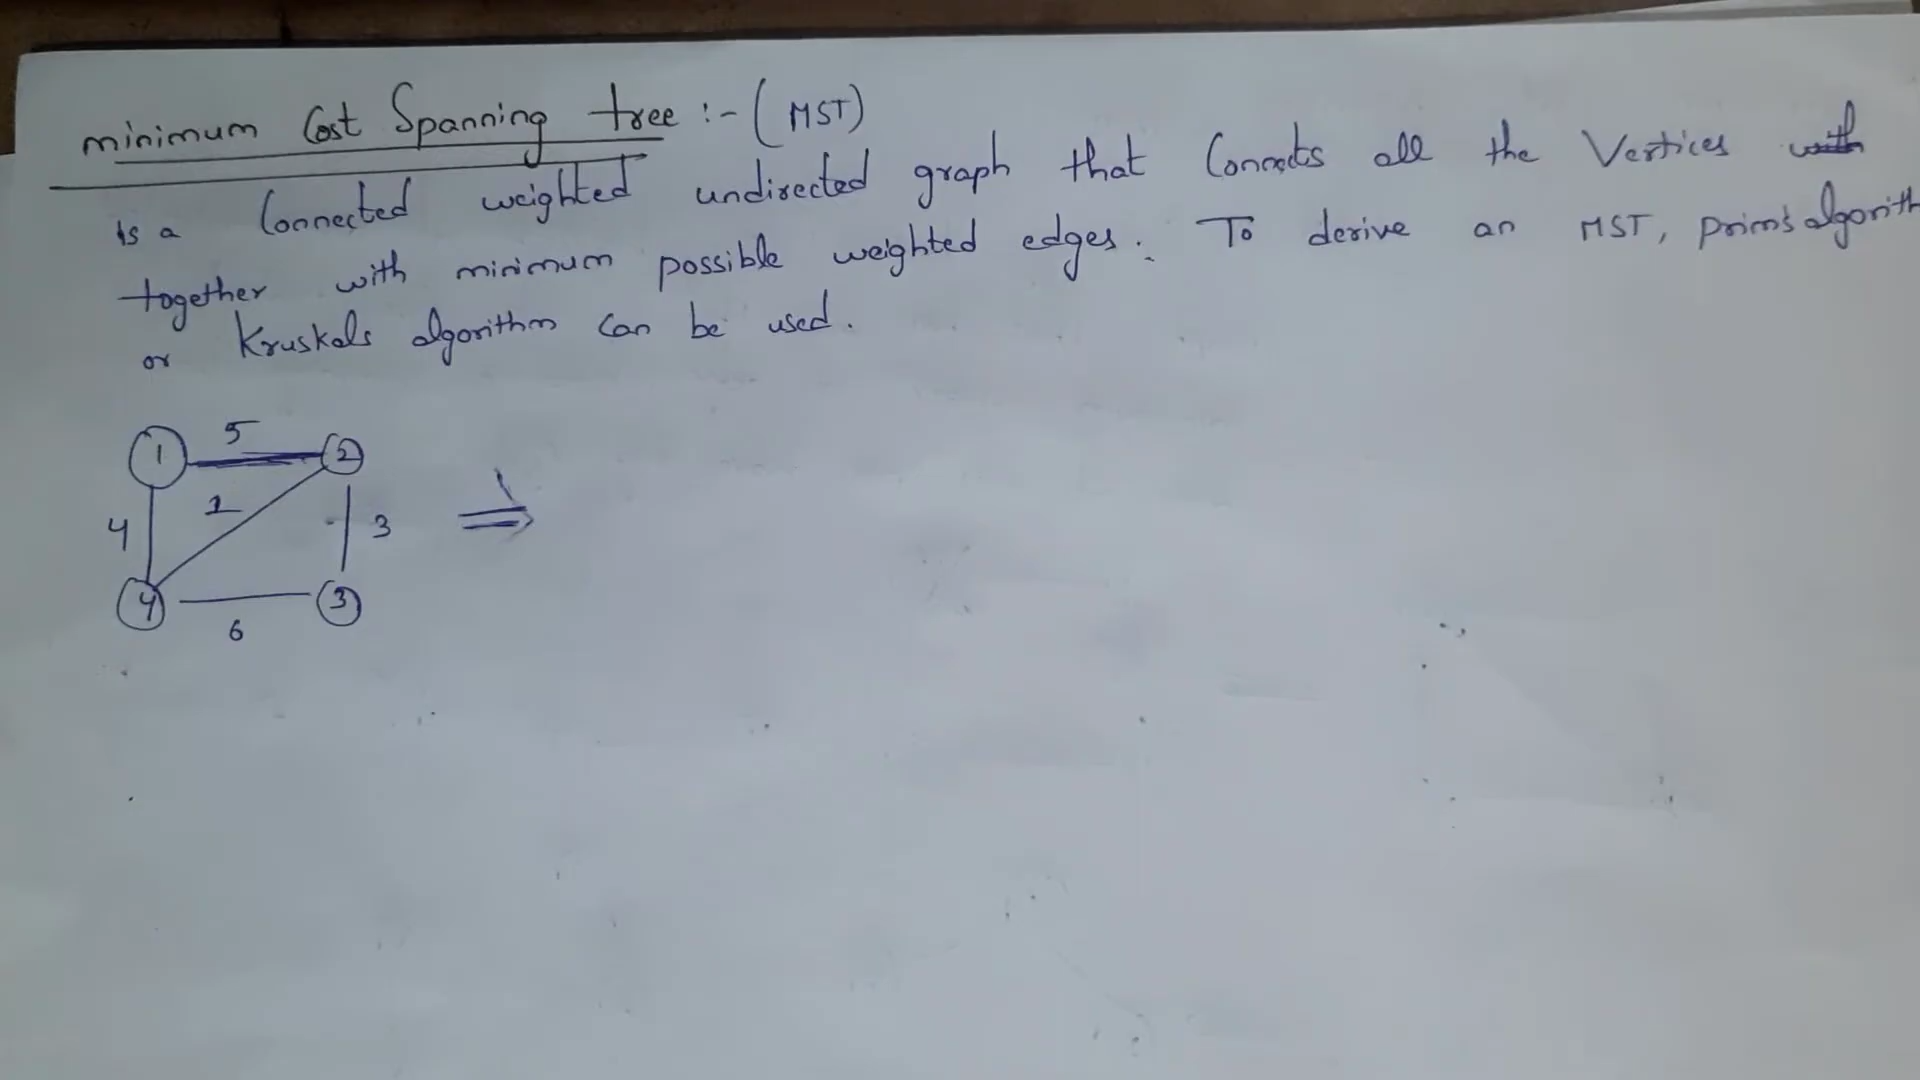 minimum Cost Spanning tree :- (MST)
is a Connected weighted undirected graph that Connects all the Vertices with
together with minimum possible weighted edges. To derive an MST, prim's algorith
or Kruskals algorithm can be used.
1 5 2
4 1 3
4 6 3